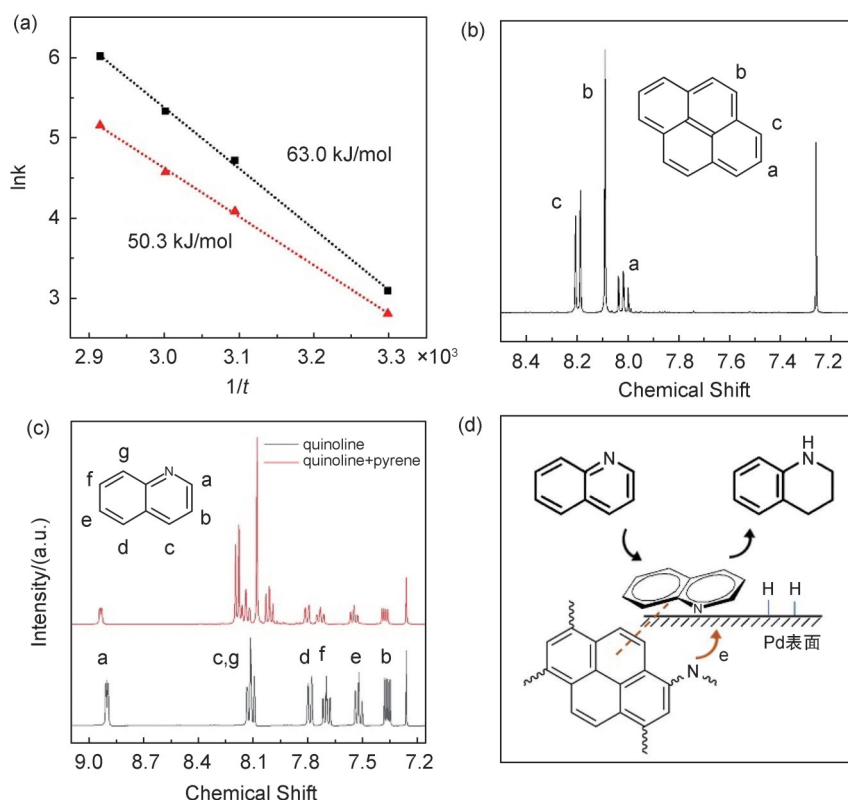 (a)
6
5
4
3
lnk
63.0 kJ/mol
50.3 kJ/mol
2.9 3.0 3.1 3.2 3.3 ×10³
1/t
(b)
b
c
a
b
c
a
8.4 8.2 8.0 7.8 7.6 7.4 7.2
Chemical Shift
(c)
quinoline
quinoline+pyrene
g
N
f
a
e
b
d
c
Intensity/(a.u.)
a
c,g
d
f
e
b
9.0 8.7 8.4 8.1 7.8 7.5 7.2
Chemical Shift
(d)
N
H
N
N
H H
Pd表面
e
N